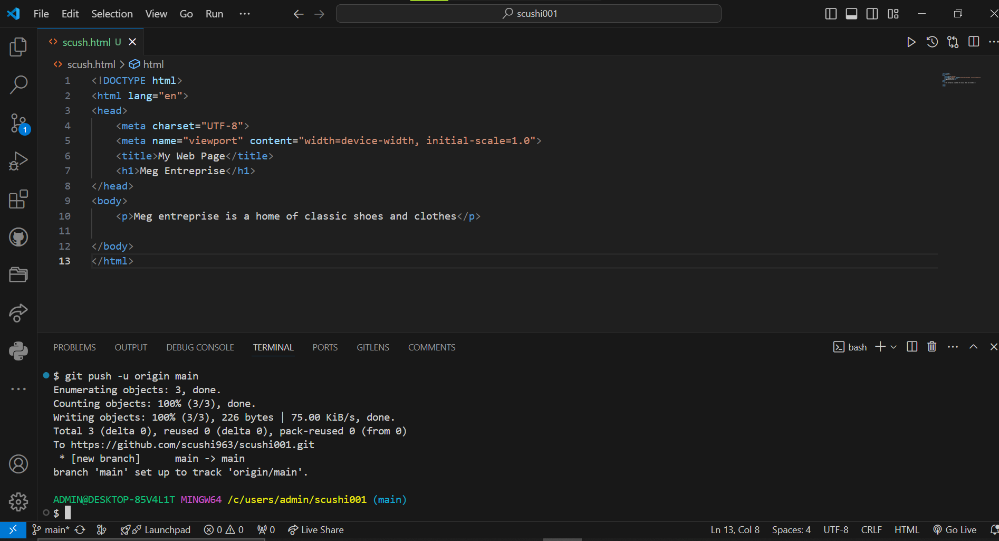 File Edit Selection View Go Run ··· scushi001
scush.html U
scush.html > html
1 <!DOCTYPE html>
2 <html lang="en">
3 <head>
4 <meta charset="UTF-8">
5 <meta name="viewport" content="width=device-width, initial-scale=1.0">
6 <title>My Web Page</title>
7 <h1>Meg Entreprise</h1>
8 </head>
9 <body>
10 <p>Meg entreprise is a home of classic shoes and clothes</p>
11
12 </body>
13 </html>
1
PROBLEMS OUTPUT DEBUG CONSOLE TERMINAL PORTS GITLENS COMMENTS bash
$ git push -u origin main
Enumerating objects: 3, done.
Counting objects: 100% (3/3), done.
Writing objects: 100% (3/3), 226 bytes | 75.00 KiB/s, done.
Total 3 (delta 0), reused 0 (delta 0), pack-reused 0 (from 0)
To https://github.com/scushi963/scushi001.git
* [new branch] main -> main
branch 'main' set up to track 'origin/main'.
ADMIN@DESKTOP-85V4L1T MINGW64 /c/users/admin/scushi001 (main)
$
main* Launchpad 0 0 0 Live Share Ln 13, Col 8 Spaces: 4 UTF-8 CRLF HTML Go Live